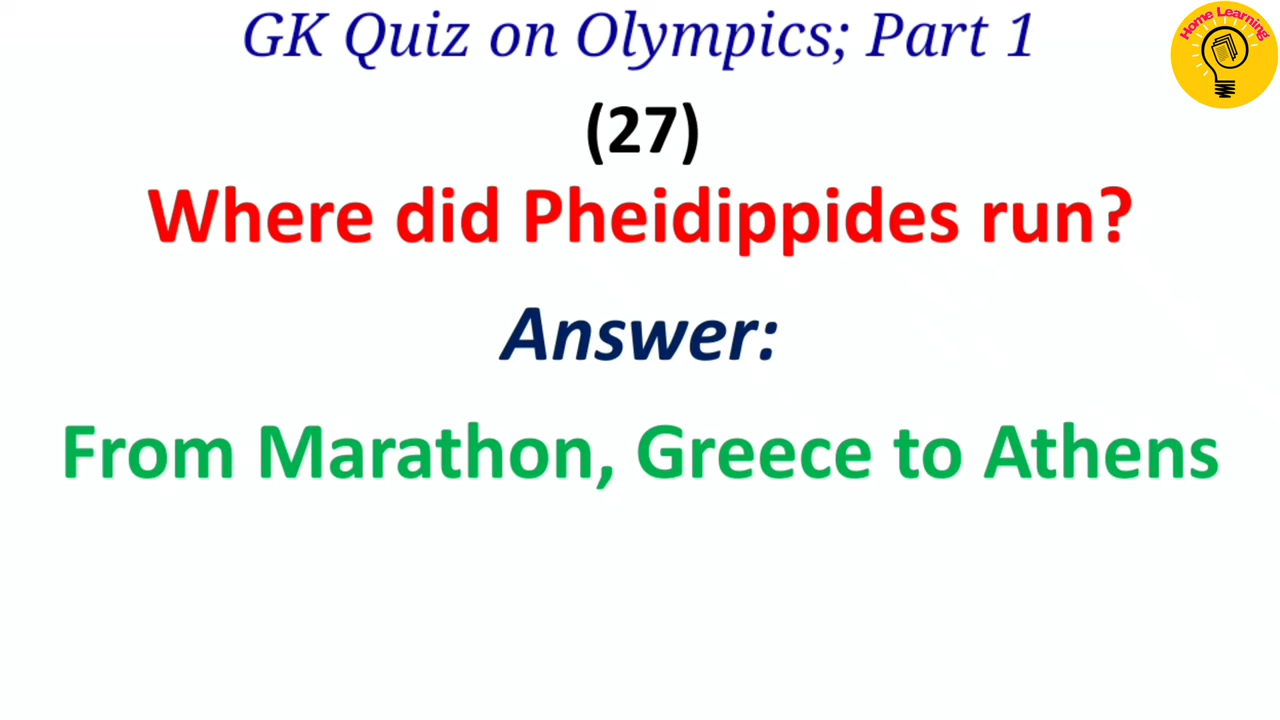 GK Quiz on Olympics; Part 1
Home Learning
(27)
Where did Pheidippides run?
Answer:
From Marathon, Greece to Athens